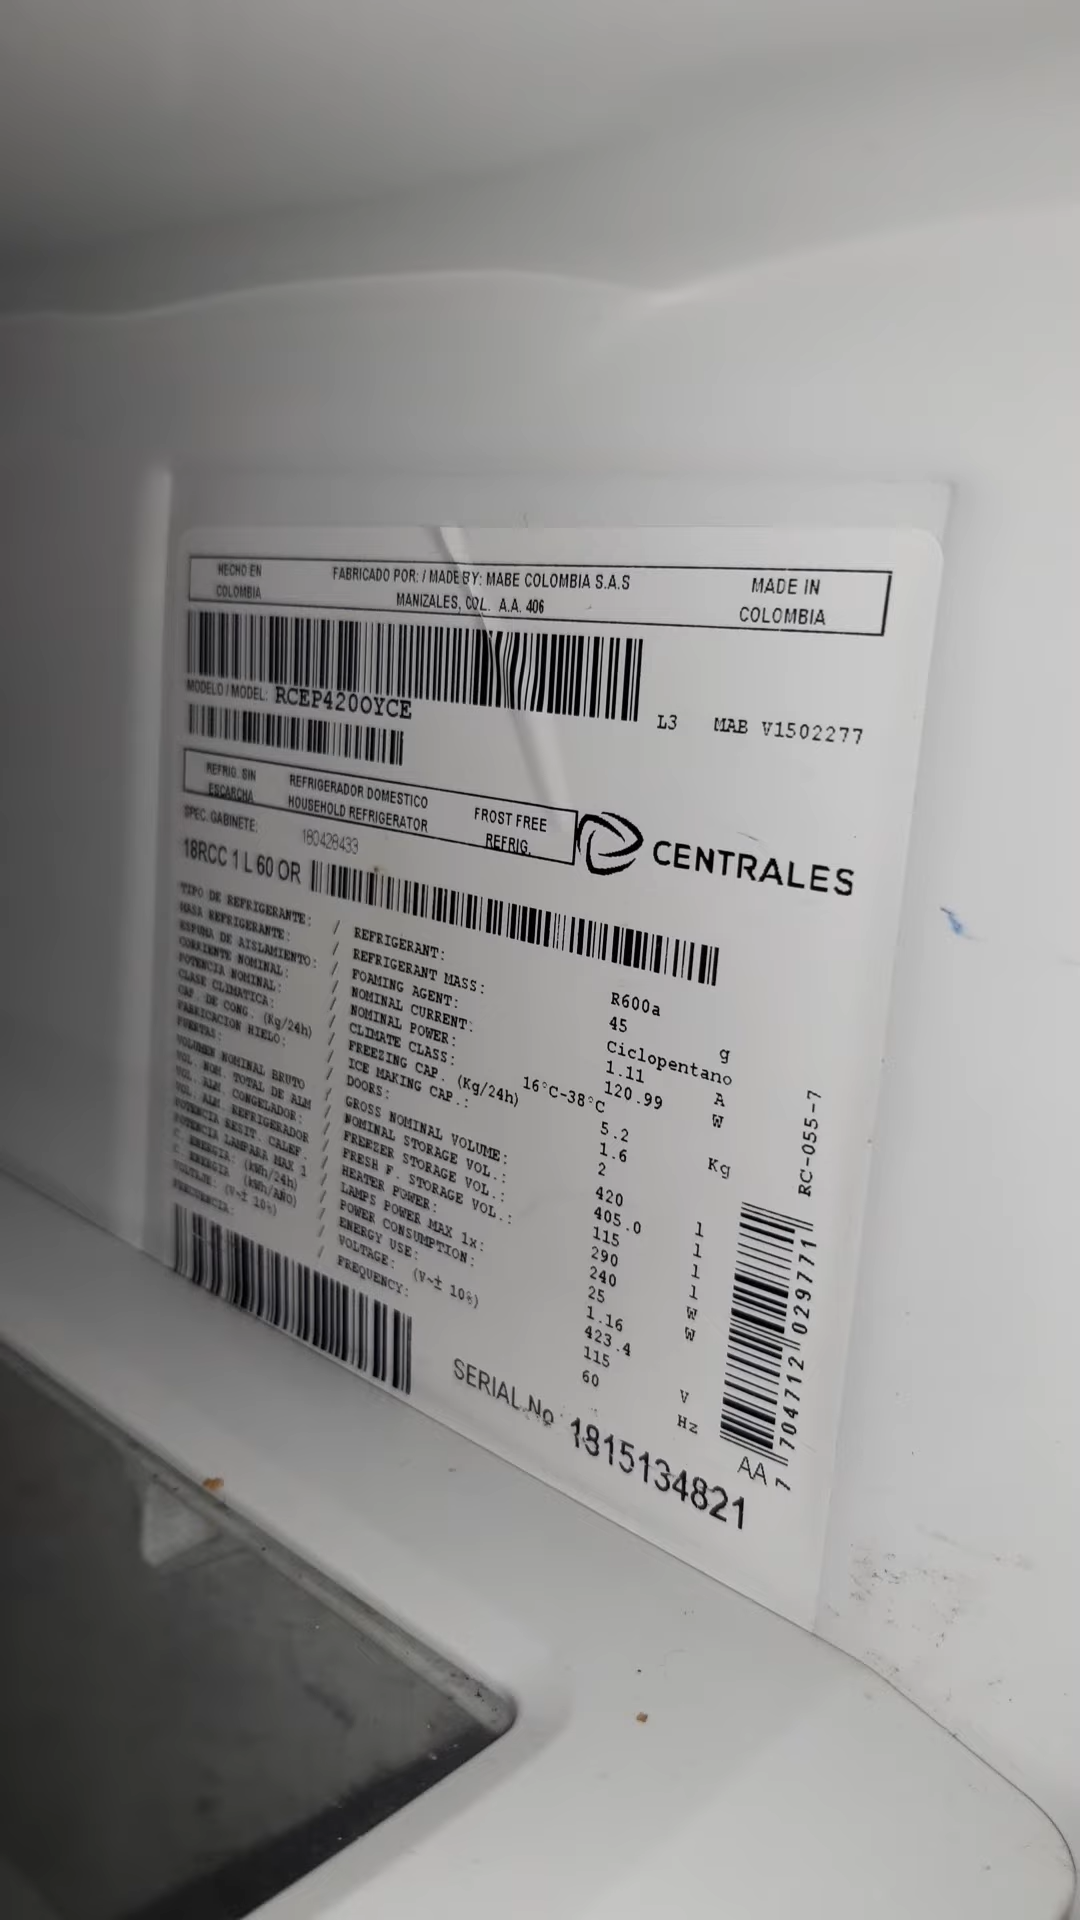 HECHO EN
COLOMBIA
FABRICADO POR: / MADE BY: MABE COLOMBIA S.A.S
MANIZALES, COL. A.A. 406
MADE IN
COLOMBIA
MODELO / MODEL: RCEP420OYCE
L3 MAB V1502277
REFRIG. SIN
ESCARCHA
REFRIGERADOR DOMESTICO
HOUSEHOLD REFRIGERATOR
FROST FREE
REFRIG.
CENTRALES
SPEC. GABINETE: 180428433
18RCC 1 L 60 OR
TIPO DE REFRIGERANTE: / REFRIGERANT: R600a
MASA REFRIGERANTE: / REFRIGERANT MASS: 45 g
ESPUMA DE AISLAMIENTO: / FOAMING AGENT: Ciclopentano
CORRIENTE NOMINAL: / NOMINAL CURRENT: 1.11 A
POTENCIA NOMINAL: / NOMINAL POWER: 120.99 W
CLASE CLIMATICA: / CLIMATE CLASS: 16°C-38°C
CAP. DE CONG. (Kg/24h) / FREEZING CAP. (Kg/24h) 5.2
FABRICACION HIELO: / ICE MAKING CAP.: 1.6 Kg
PUERTAS: / DOORS: 2
VOLUMEN NOMINAL BRUTO / GROSS NOMINAL VOLUME: 420 l
VOL. NOM. TOTAL DE ALM / NOMINAL STORAGE VOL.: 405.0 l
VOL. ALM. CONGELADOR: / FREEZER STORAGE VOL.: 115 l
VOL. ALM. REFRIGERADOR / FRESH F. STORAGE VOL.: 290 l
POTENCIA RESIT. CALEF. / HEATER POWER: 240 W
POTENCIA LAMPARA MAX 1 / LAMPS POWER MAX 1x: 25 W
C. ENERGIA: (kWh/24h) / POWER CONSUMPTION: 1.16
C. ENERGIA (kWh/AÑO) / ENERGY USE: 423.4
VOLTAJE: (V~± 10%) / VOLTAGE: (V~± 10%) 115 V
FRECUENCIA: / FREQUENCY: 60 Hz
SERIAL No 1815134821
AA
7 704712 029771
RC-055-7